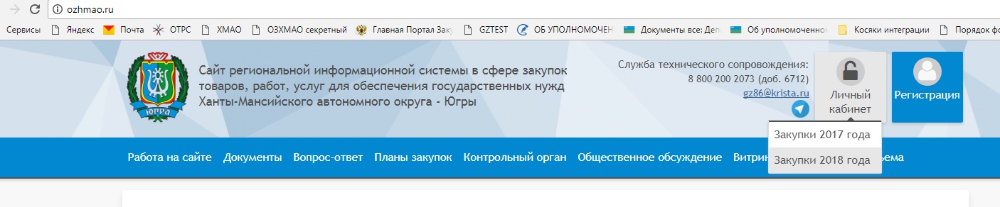 ozhmao.ru
Сервисы Яндекс Почта ОТРС ХМАО ОЗХМАО секретный Главная Портал Заку GZTEST ОБ УПОЛНОМОЧЕН Документы все: Деп Об уполномоченно Косяки интеграции Порядок фо
Сайт региональной информационной системы в сфере закупок
товаров, работ, услуг для обеспечения государственных нужд
Ханты-Мансийского автономного округа - Югры
ЮГРА
Служба технического сопровождения:
8 800 200 2073 (доб. 6712)
gz86@krista.ru
Личный
кабинет
Регистрация
Закупки 2017 года
Закупки 2018 года
Работа на сайте Документы Вопрос-ответ Планы закупок Контрольный орган Общественное обсуждение Витрин ъема